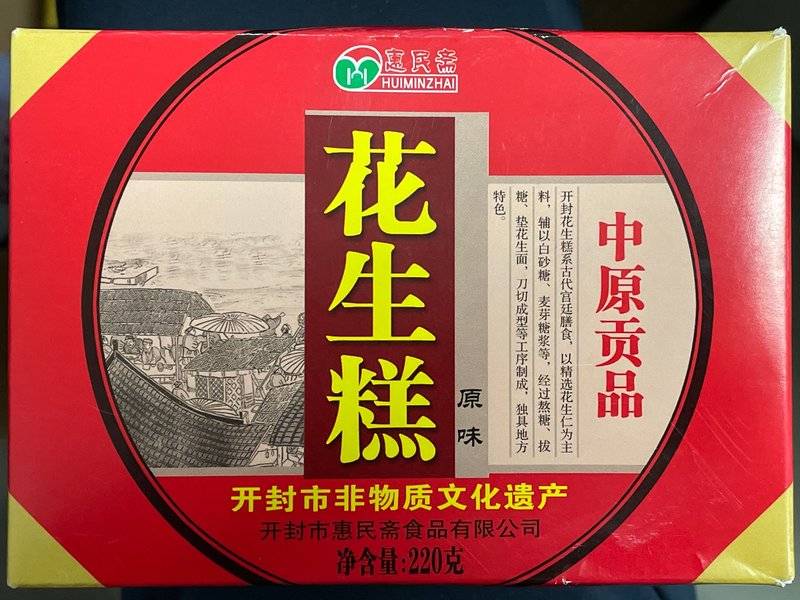 惠民斋
HUIMINZHAI
花生糕
原味
中原贡品
开封花生糕系古代宫廷膳食，以精选花生仁为主
料，辅以白砂糖、麦芽糖浆等，经过熬糖、拔
糖、垫花生面，刀切成型等工序制成，独具地方
特色。
开封市非物质文化遗产
开封市惠民斋食品有限公司
净含量:220克